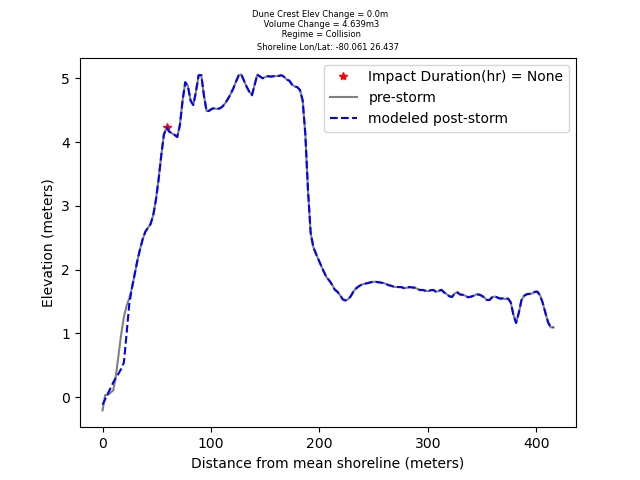 Dune Crest Elev Change = 0.0m
Volume Change = 4.639m3
Regime = Collision
Shoreline Lon/Lat: -80.061 26.437
Impact Duration(hr) = None
pre-storm
modeled post-storm
Elevation (meters)
5
4
3
2
1
0
0 100 200 300 400
Distance from mean shoreline (meters)